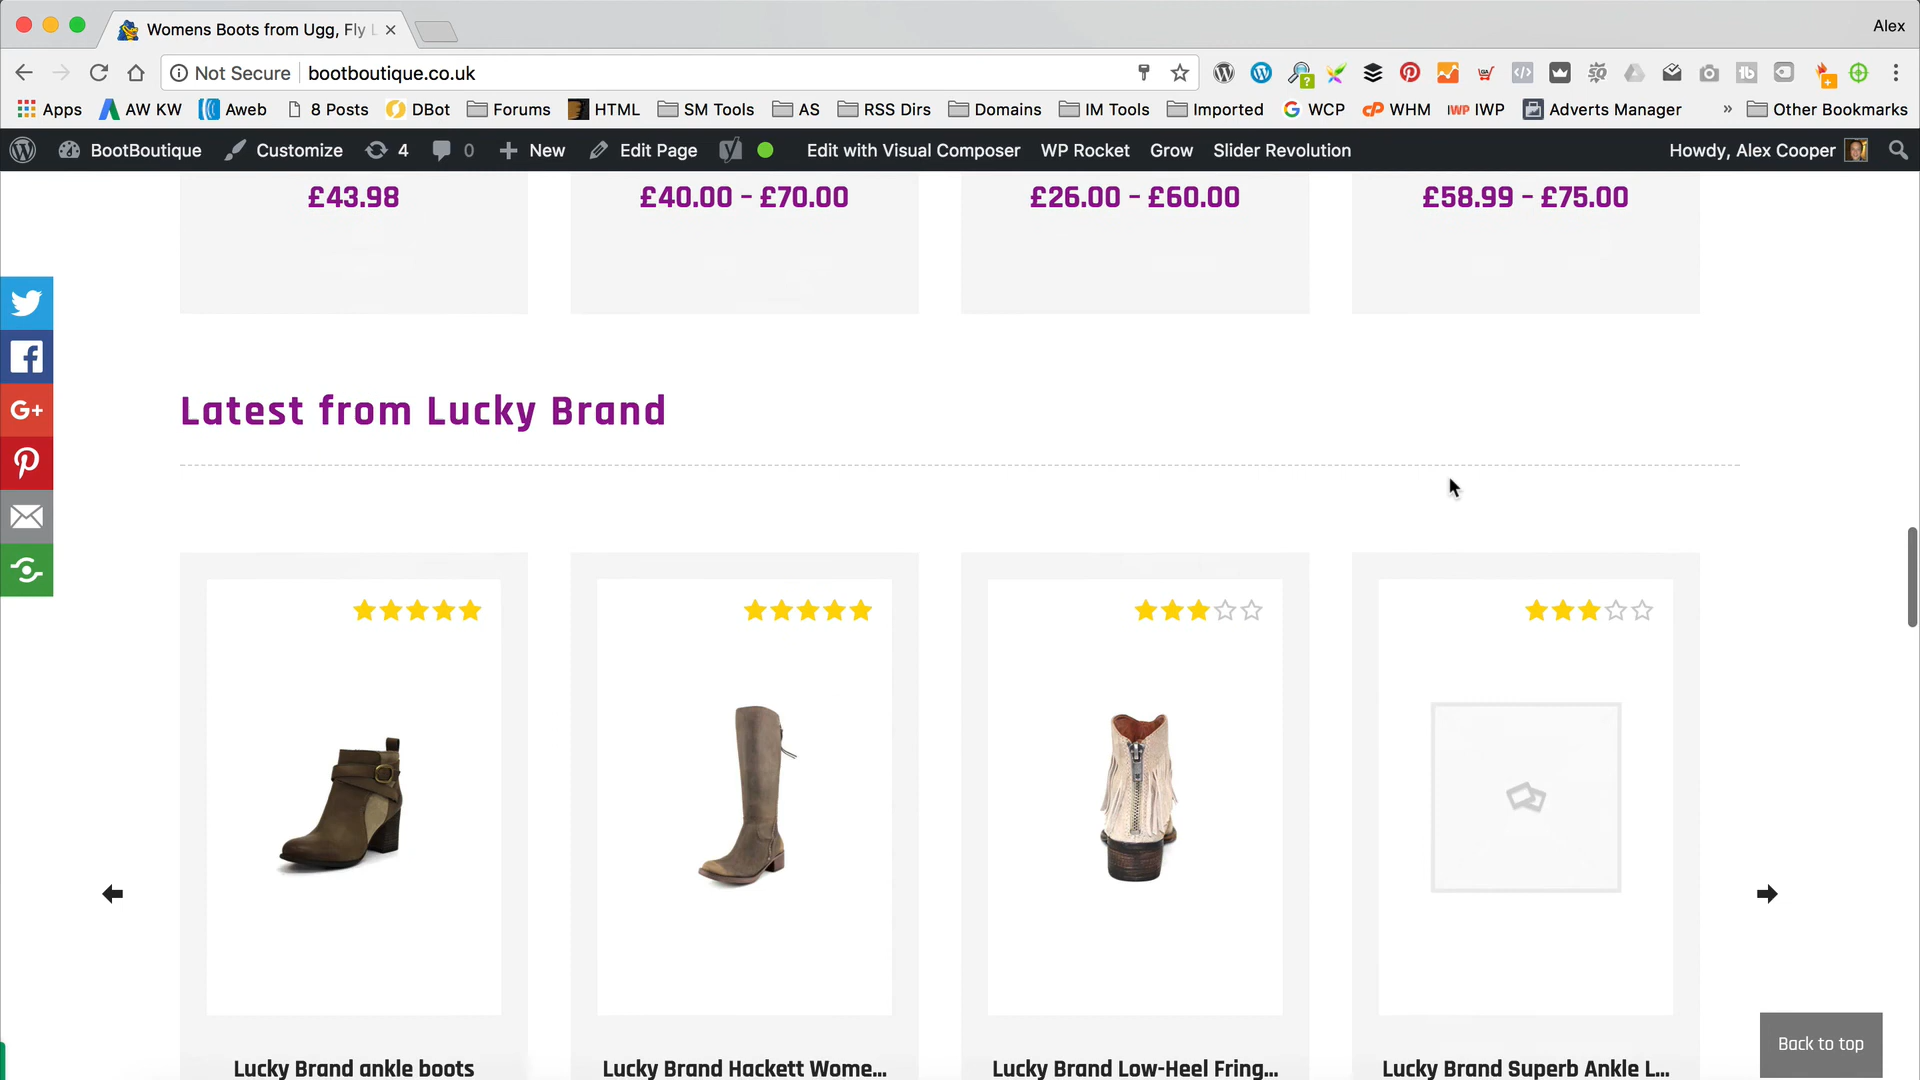 Womens Boots from Ugg, Fly L
Alex
Not Secure bootboutique.co.uk
Apps AW KW Aweb 8 Posts DBot Forums HTML SM Tools AS RSS Dirs Domains IM Tools Imported WCP WHM IWP Adverts Manager » Other Bookmarks
BootBoutique Customize 4 0 New Edit Page Edit with Visual Composer WP Rocket Grow Slider Revolution Howdy, Alex Cooper
£43.98 £40.00 – £70.00 £26.00 – £60.00 £58.99 – £75.00
Latest from Lucky Brand
Lucky Brand ankle boots Lucky Brand Hackett Wome... Lucky Brand Low-Heel Fring... Lucky Brand Superb Ankle L...
Back to top